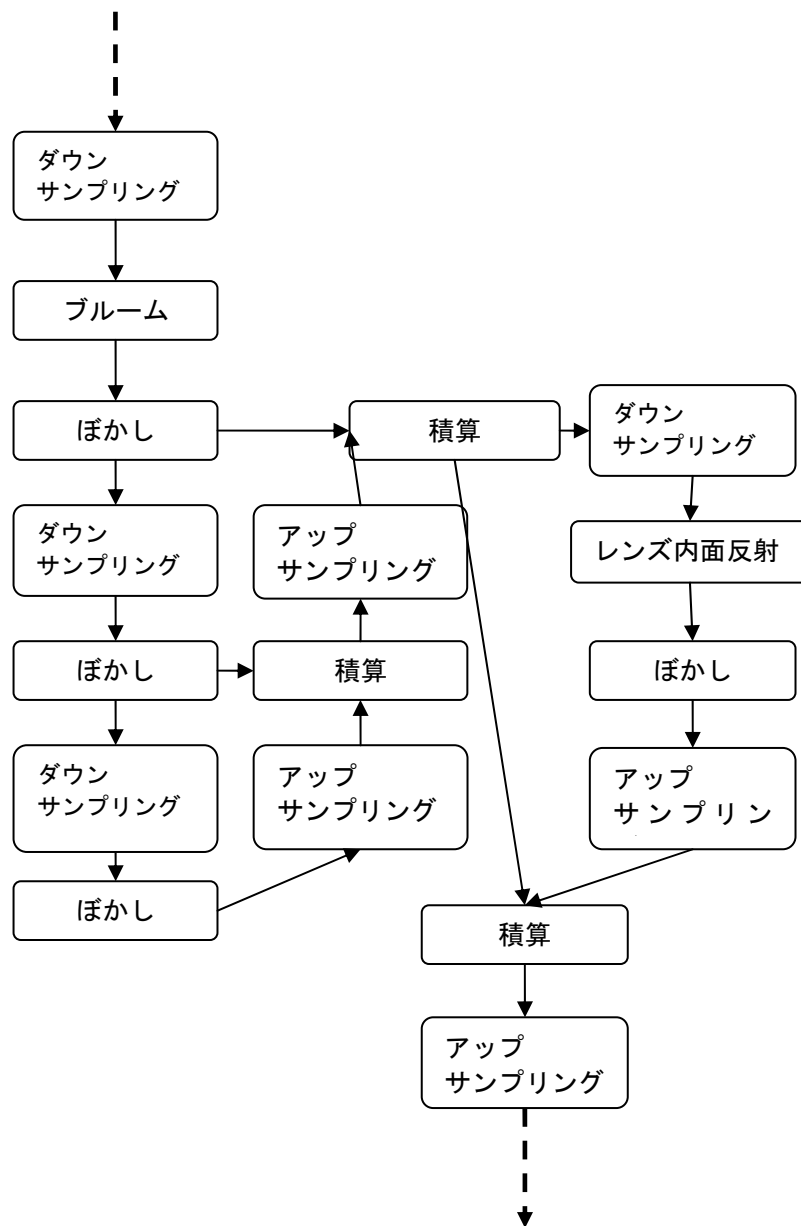 ダウン
サンプリング
ブルーム
ぼかし
積算
ダウン
サンプリング
ダウン
サンプリング
アップ
サンプリング
レンズ内面反射
ぼかし
積算
ぼかし
ダウン
サンプリング
アップ
サンプリング
アップ
サンプリン
ぼかし
積算
アップ
サンプリング